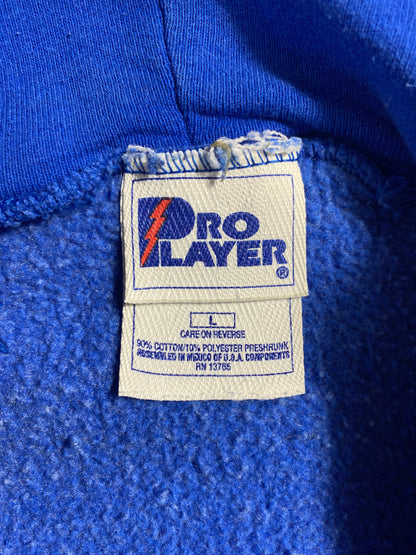 PRO
PLAYER®
L
CARE ON REVERSE
90% COTTON/10% POLYESTER PRESHRUNK
ASSEMBLED IN MEXICO OF U.S.A. COMPONENTS
RN 13765